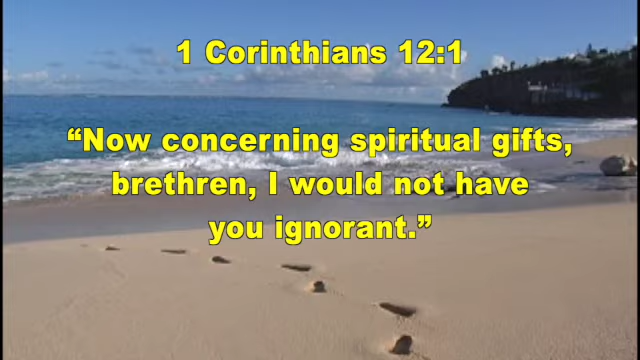 1 Corinthians 12:1
“Now concerning spiritual gifts,
brethren, I would not have
you ignorant.”